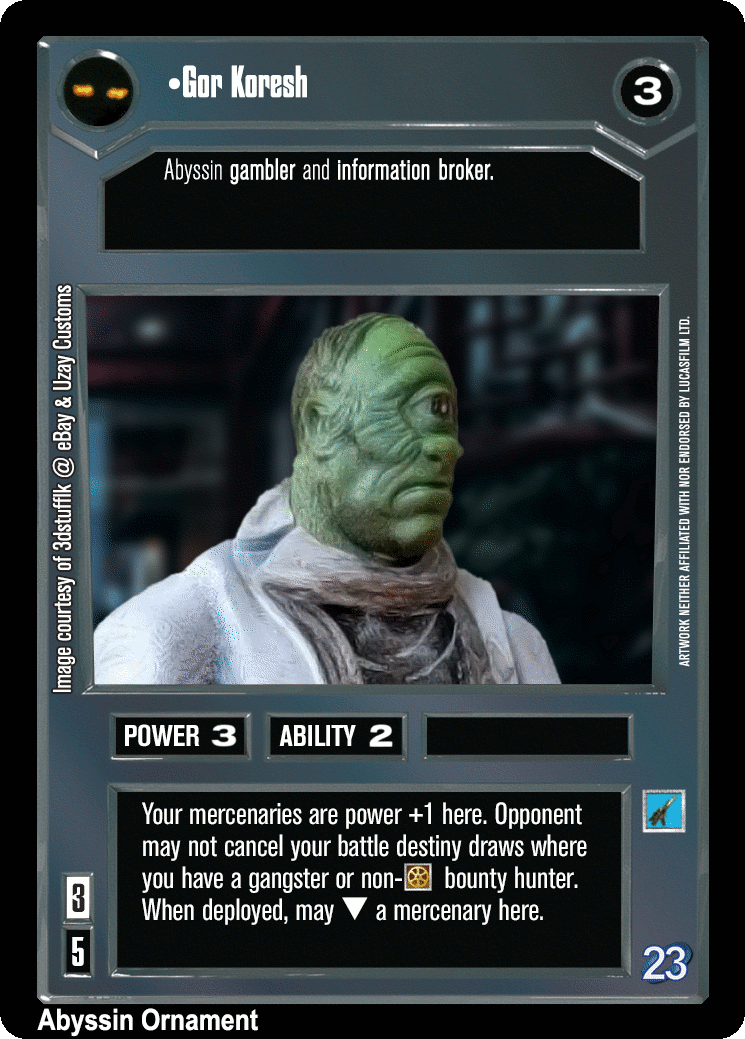 •Gor Koresh
3
Abyssin gambler and information broker.
Image courtesy of 3dstufflk @ eBay & Uzay Customs
ARTWORK NEITHER AFFILIATED WITH NOR ENDORSED BY LUCASFILM LTD.
POWER 3
ABILITY 2
Your mercenaries are power +1 here. Opponent
may not cancel your battle destiny draws where
you have a gangster or non- bounty hunter.
When deployed, may ▼ a mercenary here.
3
5
23
Abyssin Ornament